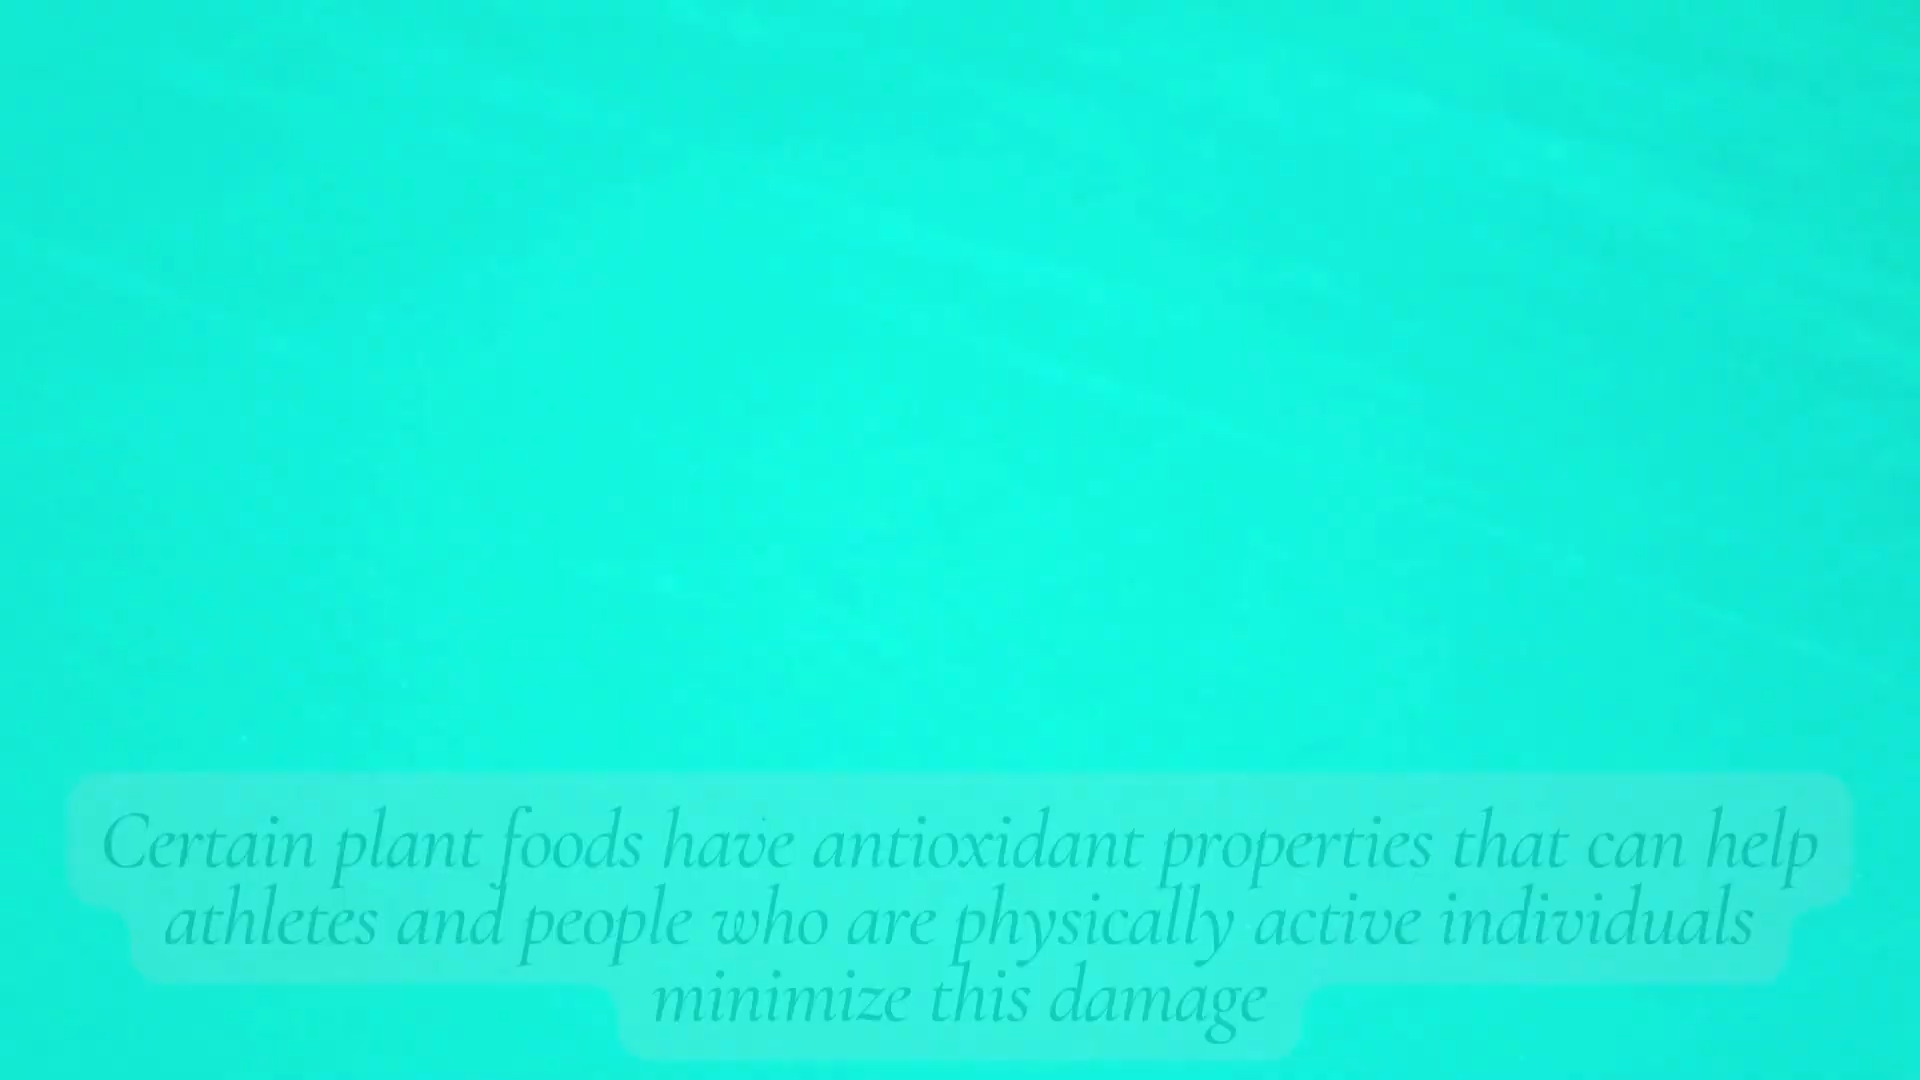 Certain plant foods have antioxidant properties that can help
athletes and people who are physically active individuals
minimize this damage